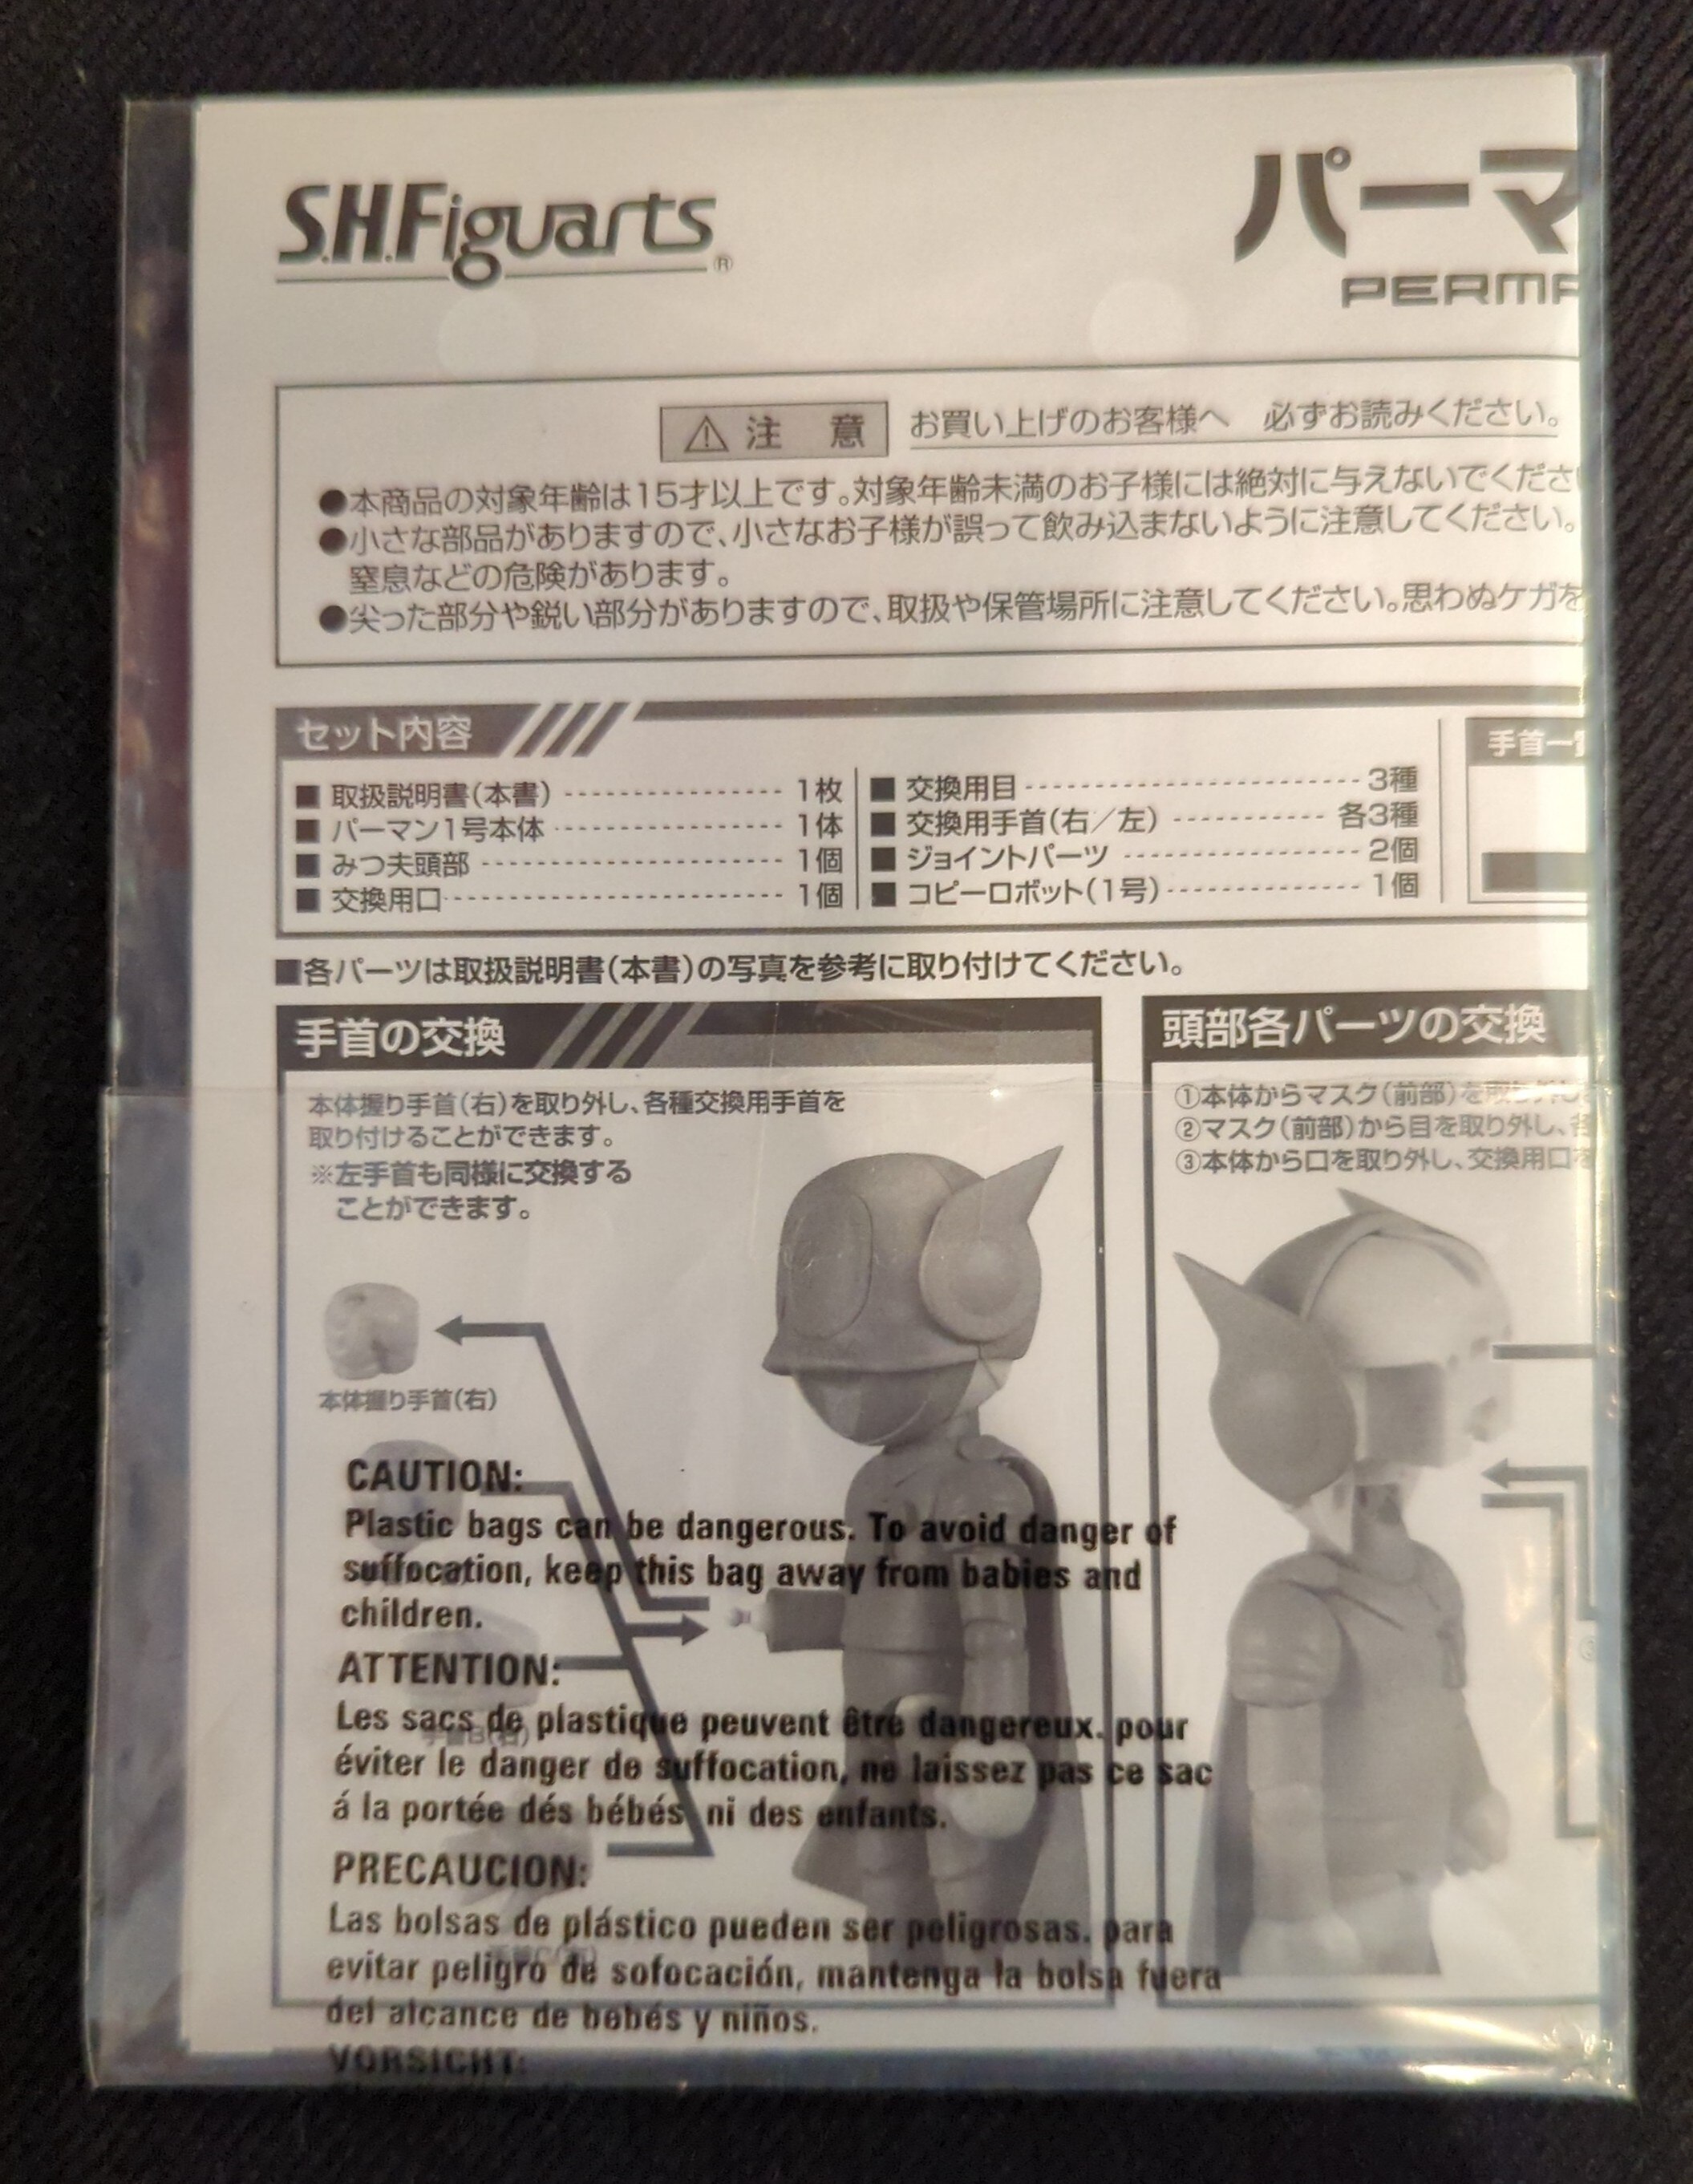 S.H.Figuarts®
パーマ
PERMA
⚠注 意 お買い上げのお客様へ 必ずお読みください。
●本商品の対象年齢は15才以上です。対象年齢未満のお子様には絶対に与えないでくださ
●小さな部品がありますので、小さなお子様が誤って飲み込まないように注意してください。
窒息などの危険があります。
●尖った部分や鋭い部分がありますので、取扱や保管場所に注意してください。思わぬケガを
セット内容
■ 取扱説明書(本書) 1枚
■ パーマン1号本体 1体
■ みつ夫頭部 1個
■ 交換用口 1個
■ 交換用目 3種
■ 交換用手首(右/左) 各3種
■ ジョイントパーツ 2個
■ コピーロボット(1号) 1個
手首一
■各パーツは取扱説明書(本書)の写真を参考に取り付けてください。
手首の交換
本体握り手首(右)を取り外し、各種交換用手首を
取り付けることができます。
※左手首も同様に交換する
ことができます。
本体握り手首(右)
頭部各パーツの交換
①本体からマスク(前部)を取り外し
②マスク(前部)から目を取り外し、各
③本体から口を取り外し、交換用口を
CAUTION:
Plastic bags can be dangerous. To avoid danger of
suffocation, keep this bag away from babies and
children.
ATTENTION:
Les sacs de plastique peuvent être dangereux. pour
éviter le danger de suffocation, ne laissez pas ce sac
á la portée dés bébés ni des enfants.
PRECAUCION:
Las bolsas de plástico pueden ser peligrosas. para
evitar peligro de sofocación, mantenga la bolsa fuera
del alcance de bebés y niños.
VORSICHT: